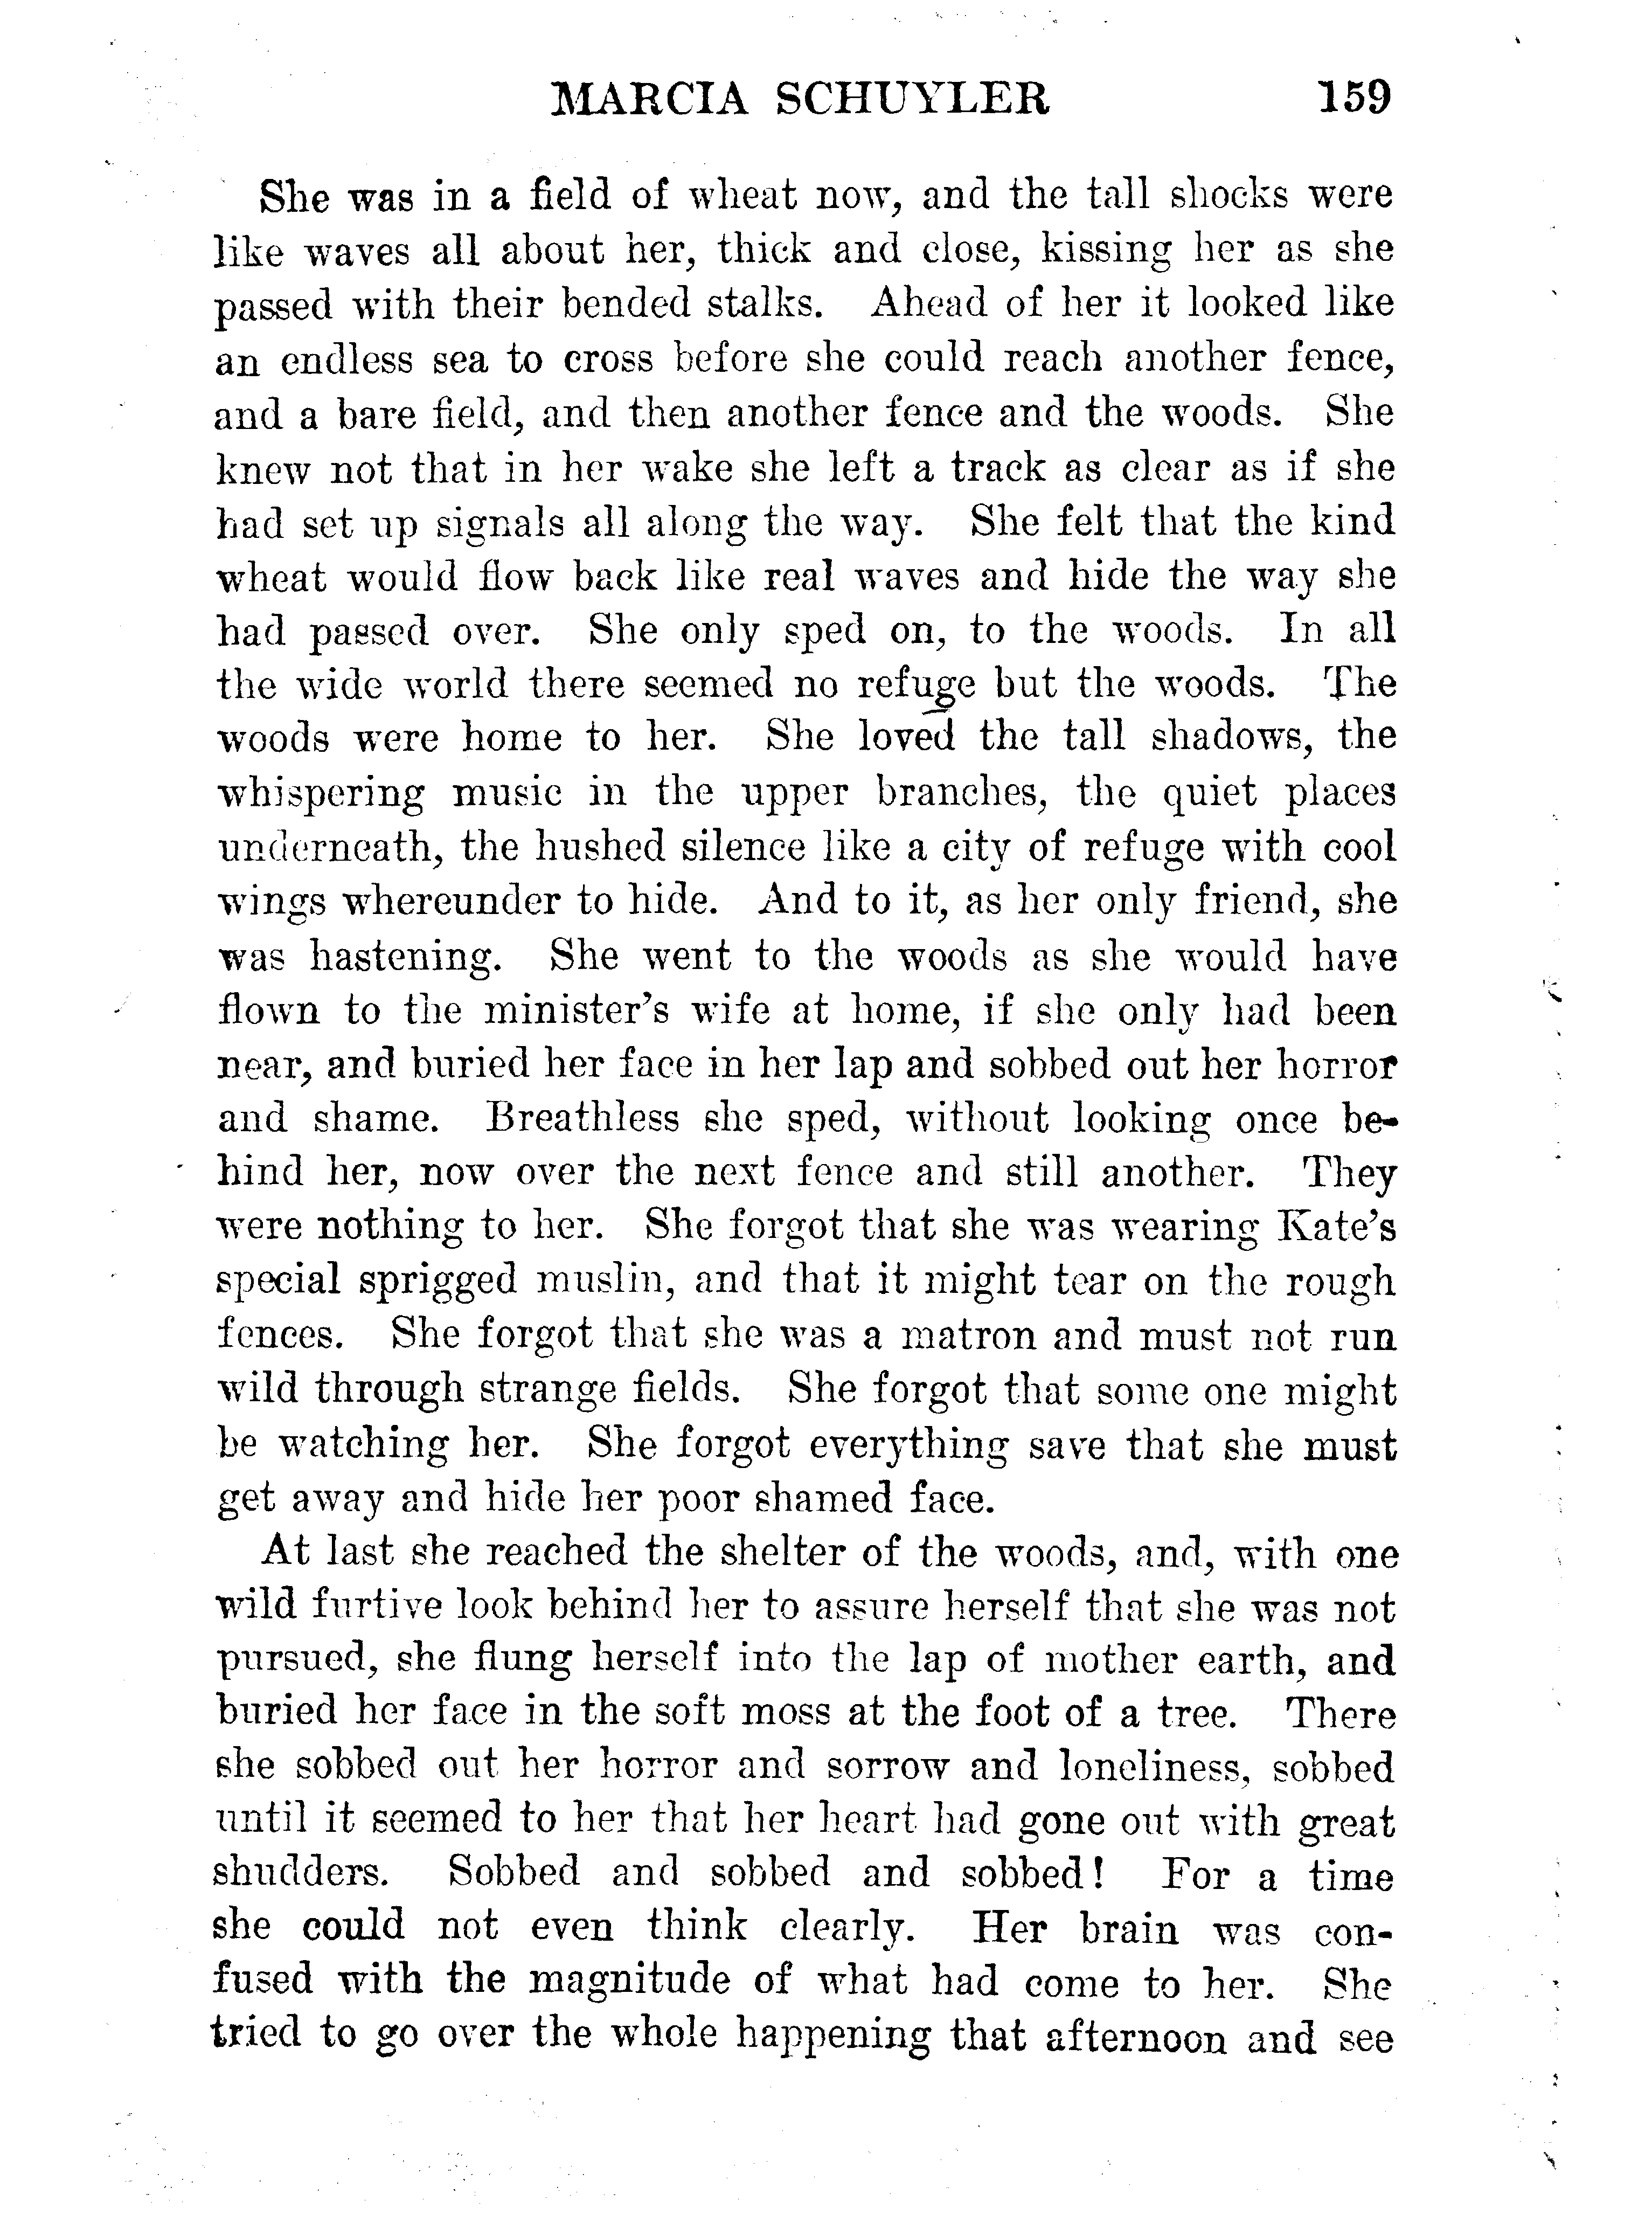 MARCIA SCHUYLER 159
She was in a field of wheat now, and the tall shocks were
like waves all about her, thick and close, kissing her as she
passed with their bended stalks. Ahead of her it looked like
an endless sea to cross before she could reach another fence,
and a bare field, and then another fence and the woods. She
knew not that in her wake she left a track as clear as if she
had set up signals all along the way. She felt that the kind
wheat would flow back like real waves and hide the way she
had passed over. She only sped on, to the woods. In all
the wide world there seemed no refuge but the woods. The
woods were home to her. She loved the tall shadows, the
whispering music in the upper branches, the quiet places
underneath, the hushed silence like a city of refuge with cool
wings whereunder to hide. And to it, as her only friend, she
was hastening. She went to the woods as she would have
flown to the minister's wife at home, if she only had been
near, and buried her face in her lap and sobbed out her horror
and shame. Breathless she sped, without looking once be-
hind her, now over the next fence and still another. They
were nothing to her. She forgot that she was wearing Kate's
special sprigged muslin, and that it might tear on the rough
fences. She forgot that she was a matron and must not run
wild through strange fields. She forgot that some one might
be watching her. She forgot everything save that she must
get away and hide her poor shamed face.
At last she reached the shelter of the woods, and, with one
wild furtive look behind her to assure herself that she was not
pursued, she flung herself into the lap of mother earth, and
buried her face in the soft moss at the foot of a tree. There
she sobbed out her horror and sorrow and loneliness, sobbed
until it seemed to her that her heart had gone out with great
shudders. Sobbed and sobbed and sobbed! For a time
she could not even think clearly. Her brain was con-
fused with the magnitude of what had come to her. She
tried to go over the whole happening that afternoon and see